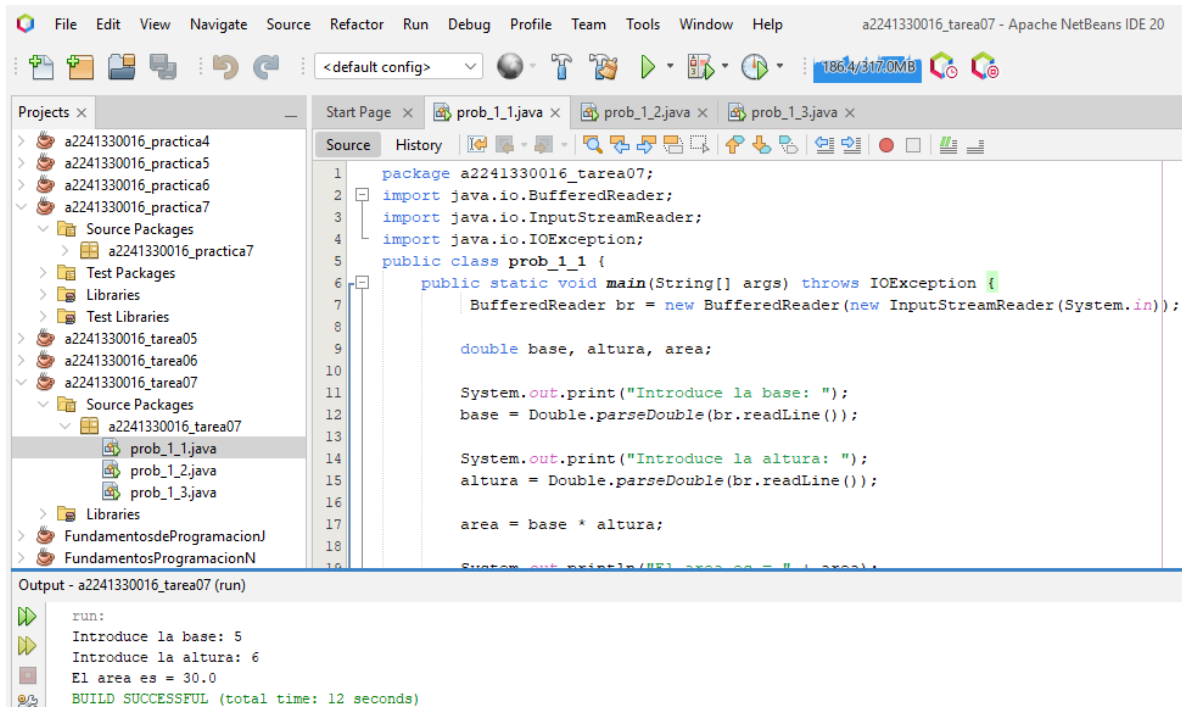 File Edit View Navigate Source Refactor Run Debug Profile Team Tools Window Help a2241330016_tarea07 - Apache NetBeans IDE 20
<default config> 186.4/317.0MB
Projects
a2241330016_practica4
a2241330016_practica5
a2241330016_practica6
a2241330016_practica7
Source Packages
a2241330016_practica7
Test Packages
Libraries
Test Libraries
a2241330016_tarea05
a2241330016_tarea06
a2241330016_tarea07
Source Packages
a2241330016_tarea07
prob_1_1.java
prob_1_2.java
prob_1_3.java
Libraries
FundamentosdeProgramacionJ
FundamentosProgramacionN
Start Page prob_1_1.java prob_1_2.java prob_1_3.java
Source History
1 package a2241330016_tarea07;
2 import java.io.BufferedReader;
3 import java.io.InputStreamReader;
4 import java.io.IOException;
5 public class prob_1_1 {
6 public static void main(String[] args) throws IOException {
7 BufferedReader br = new BufferedReader(new InputStreamReader(System.in));
8
9 double base, altura, area;
10
11 System.out.print("Introduce la base: ");
12 base = Double.parseDouble(br.readLine());
13
14 System.out.print("Introduce la altura: ");
15 altura = Double.parseDouble(br.readLine());
16
17 area = base * altura;
18
19 System.out.println("El area es = " + area);
Output - a2241330016_tarea07 (run)
run:
Introduce la base: 5
Introduce la altura: 6
El area es = 30.0
BUILD SUCCESSFUL (total time: 12 seconds)